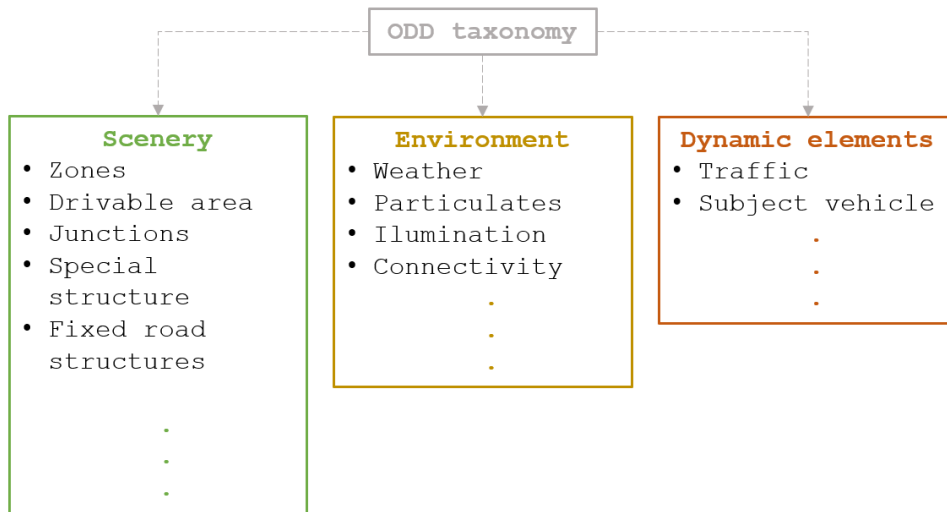 ODD taxonomy
Scenery
• Zones
• Drivable area
• Junctions
• Special
structure
• Fixed road
structures
.
.
.
Environment
• Weather
• Particulates
• Ilumination
• Connectivity
.
.
.
Dynamic elements
• Traffic
• Subject vehicle
.
.
.